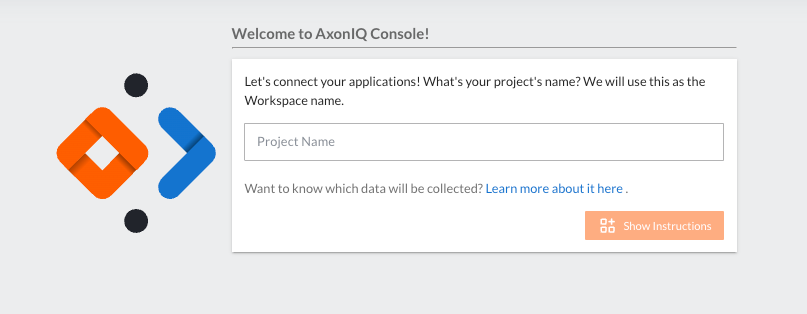 Welcome to AxonIQ Console!
Let's connect your applications! What's your project's name? We will use this as the
Workspace name.
Project Name
Want to know which data will be collected? Learn more about it here .
Show Instructions